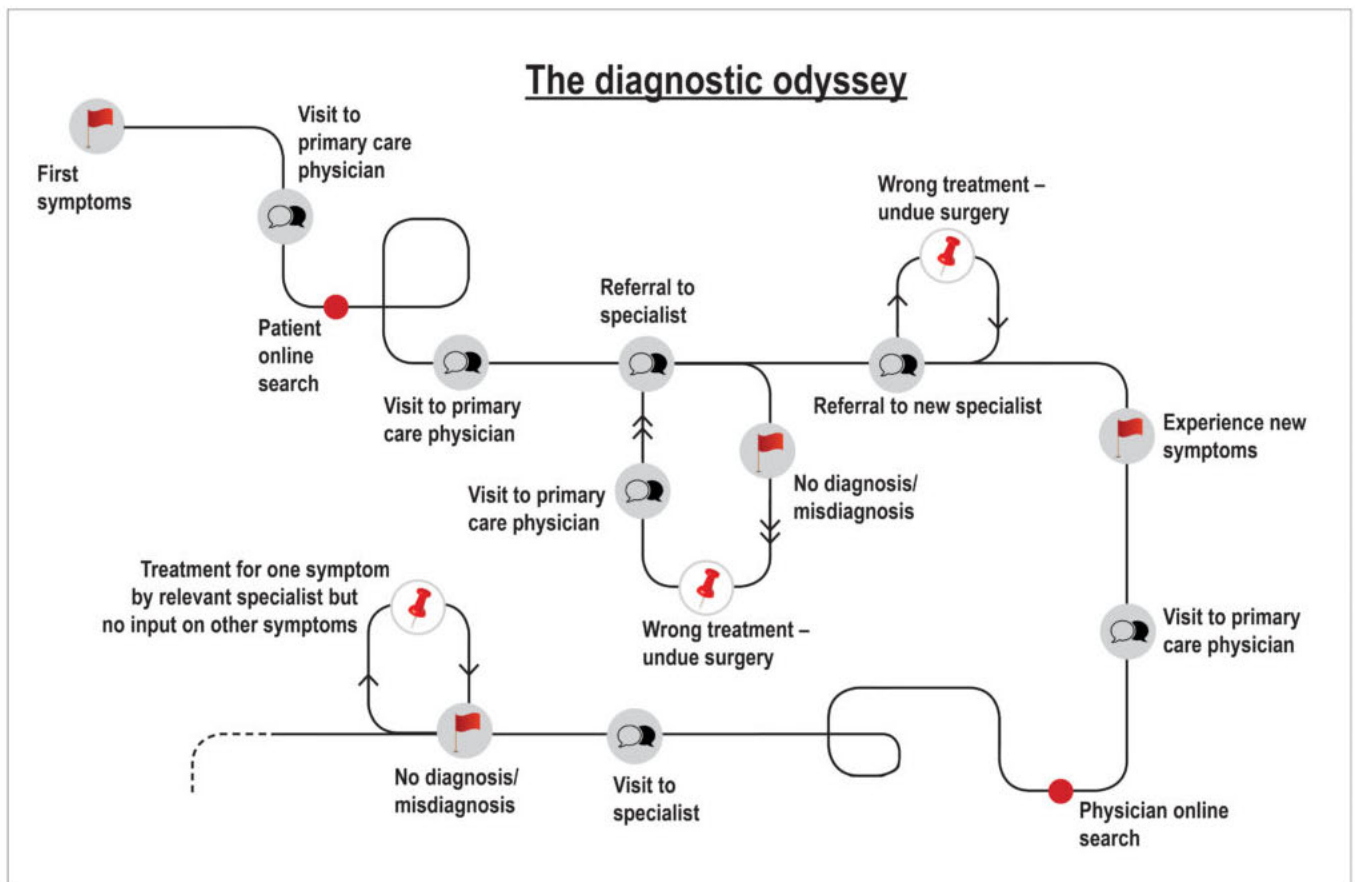 The diagnostic odyssey
First
symptoms
Visit to
primary care
physician
Patient
online
search
Visit to primary
care physician
Referral to
specialist
No diagnosis/
misdiagnosis
Wrong treatment –
undue surgery
Visit to primary
care physician
Referral to new specialist
Wrong treatment –
undue surgery
Experience new
symptoms
Visit to primary
care physician
Physician online
search
Visit to
specialist
No diagnosis/
misdiagnosis
Treatment for one symptom
by relevant specialist but
no input on other symptoms